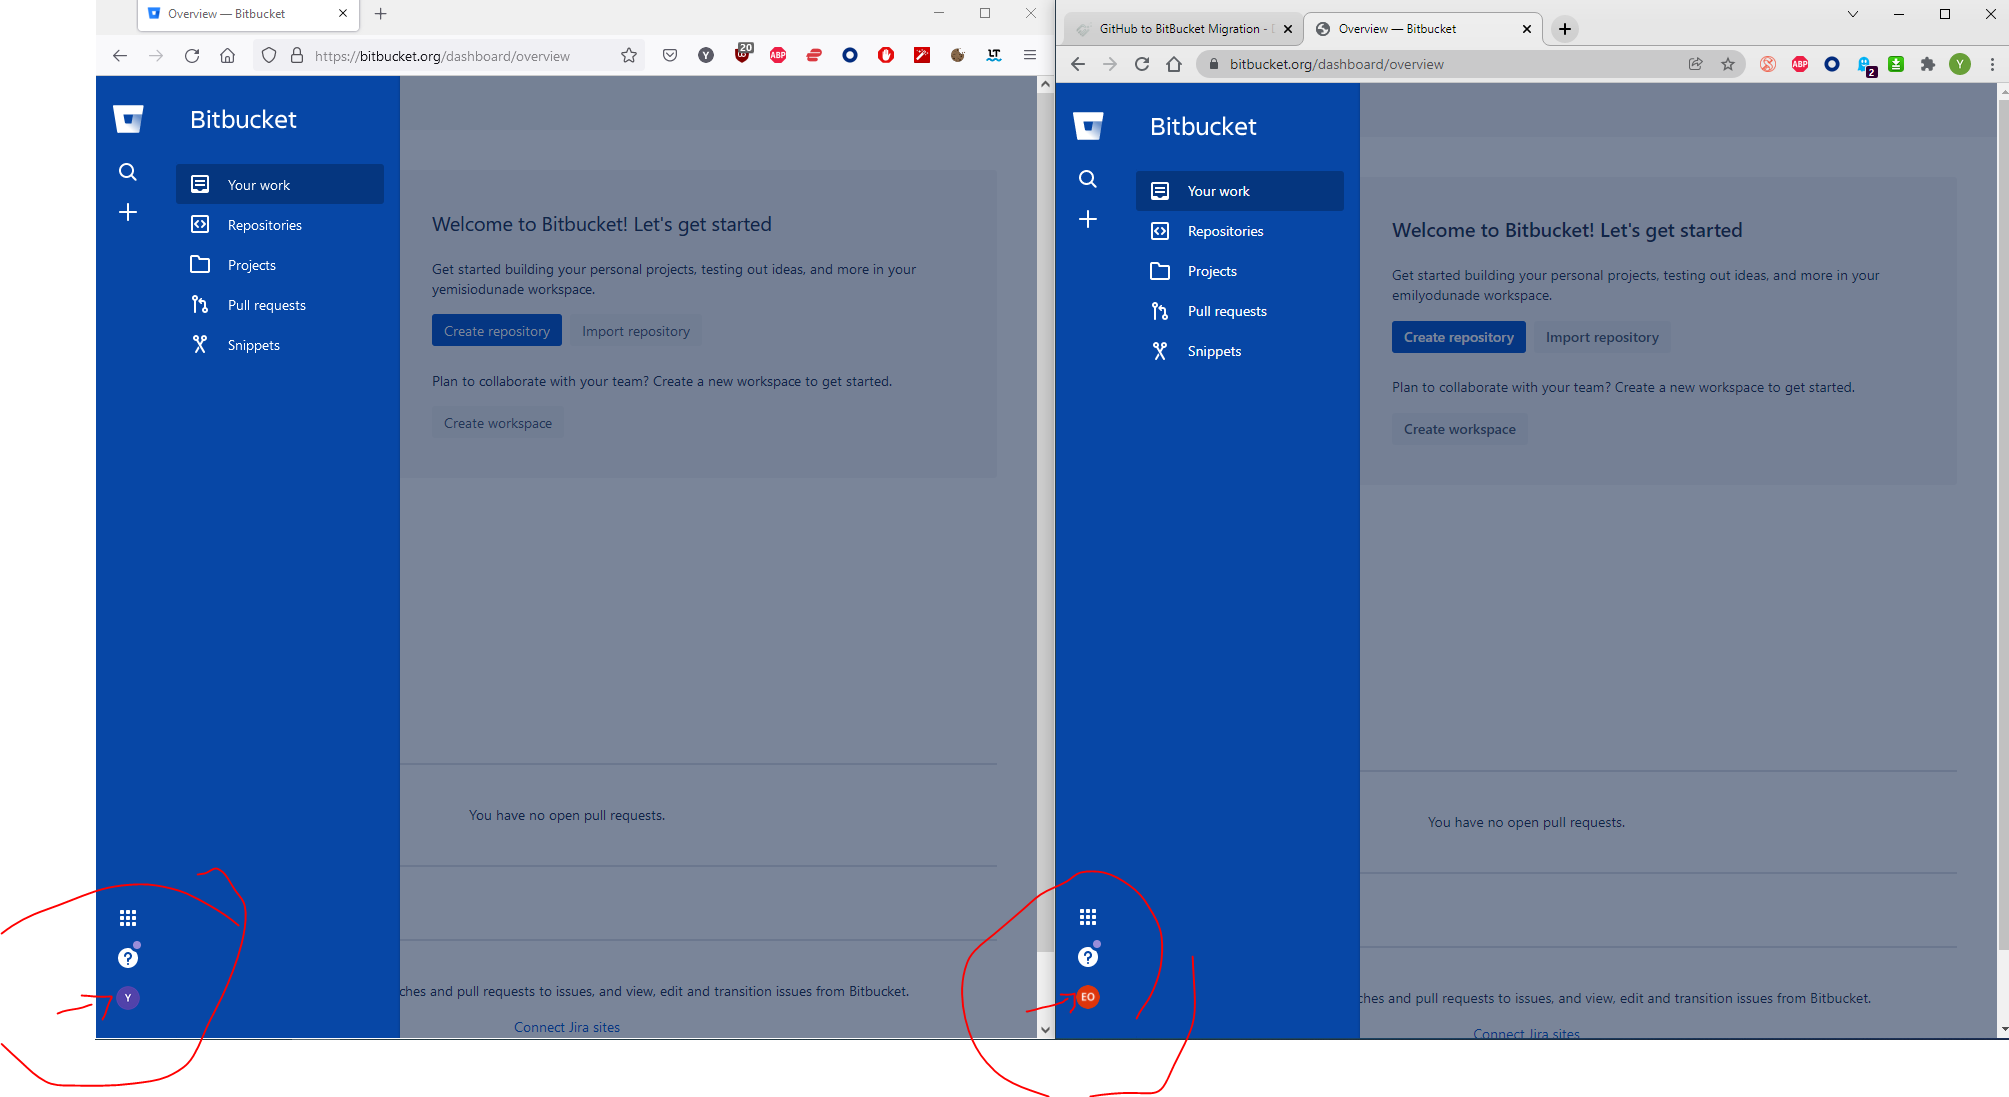 Overview — Bitbucket
https://bitbucket.org/dashboard/overview
Y
20
ABP
LT
Bitbucket
Your work
Repositories
Projects
Pull requests
Snippets
Welcome to Bitbucket! Let's get started
Get started building your personal projects, testing out ideas, and more in your
yemisiodunade workspace.
Create repository
Import repository
Plan to collaborate with your team? Create a new workspace to get started.
Create workspace
You have no open pull requests.
?
Y
ches and pull requests to issues, and view, edit and transition issues from Bitbucket.
Connect Jira sites
GitHub to BitBucket Migration -
Overview — Bitbucket
bitbucket.org/dashboard/overview
ABP
2
Y
Bitbucket
Your work
Repositories
Projects
Pull requests
Snippets
Welcome to Bitbucket! Let's get started
Get started building your personal projects, testing out ideas, and more in your
emilyodunade workspace.
Create repository
Import repository
Plan to collaborate with your team? Create a new workspace to get started.
Create workspace
You have no open pull requests.
?
EO
ches and pull requests to issues, and view, edit and transition issues from Bitbucket.
Connect Jira sites